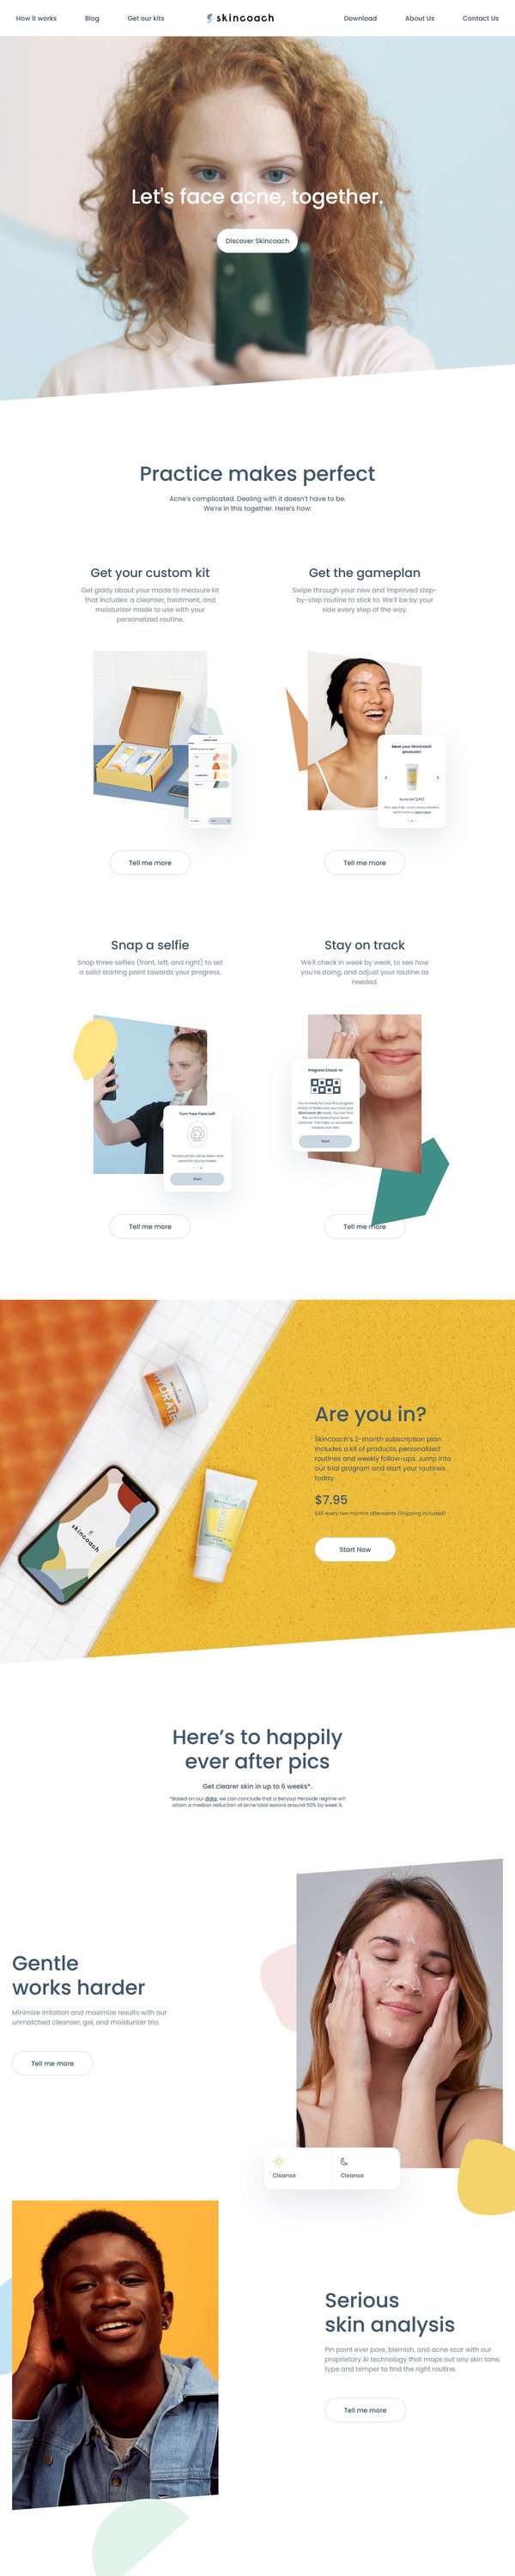 How it works
Blog
Get our kits
skincoach
Download
About Us
Contact Us
Let's face acne, together.
Discover Skincoach
Practice makes perfect
Acne's complicated. Dealing with it doesn't have to be.
We're in this together. Here's how:
Get your custom kit
Get giddy about your made to measure kit
that includes: a cleanser, treatment, and
moisturizer made to use with your
personalized routine.
Get the gameplan
Swipe through your new and improved step-
by-step routine to stick to. We'll be by your
side every step of the way.
Meet your SkinCoach
products!
Tell me more
Tell me more
Snap a selfie
Snap three selfies (front, left, and right) to set
a solid starting point towards your progress.
Stay on track
We'll check in week by week, to see how
you're doing, and adjust your routine as
needed.
Turn Your Face Left
Start
Progress Check-in
Start
Tell me more
Tell me more
HYDRATE
skincoach
TREAT
Are you in?
Skincoach's 2-month subscription plan
includes a kit of products, personalized
routines and weekly follow-ups. Jump into
our trial program and start your routines
today.
$7.95
$45 every two months afterwards (Shipping included)
Start Now
Here's to happily
ever after pics
Get clearer skin in up to 6 weeks*.
*Based on our data, we can conclude that a Benzoyl Peroxide regime will
attain a median reduction of acne total lesions around 50% by week 6.
Gentle
works harder
Minimize irritation and maximize results with our
unmatched cleanser, gel, and moisturizer trio.
Tell me more
Cleanse
Cleanse
Serious
skin analysis
Pin point ever pore, blemish, and acne scar with our
proprietary AI technology that maps out any skin tone,
type and temper to find the right routine.
Tell me more